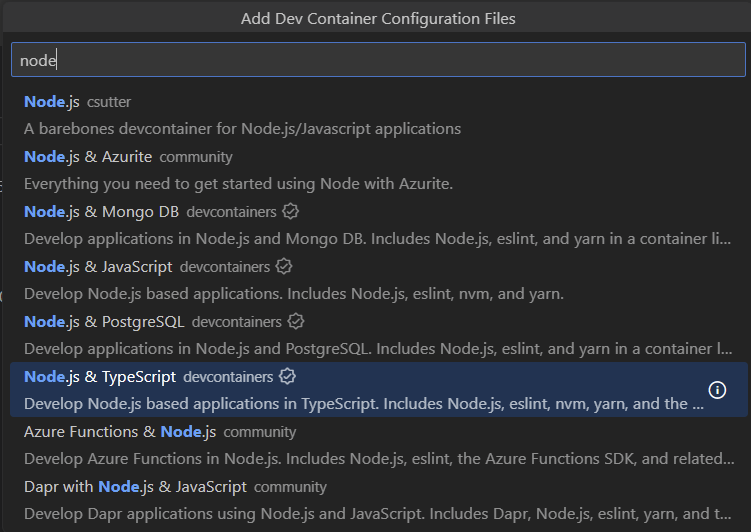 Add Dev Container Configuration Files
node
Node.js csutter
A barebones devcontainer for Node.js/Javascript applications
Node.js & Azurite community
Everything you need to get started using Node with Azurite.
Node.js & Mongo DB devcontainers
Develop applications in Node.js and Mongo DB. Includes Node.js, eslint, and yarn in a container li...
Node.js & JavaScript devcontainers
Develop Node.js based applications. Includes Node.js, eslint, nvm, and yarn.
Node.js & PostgreSQL devcontainers
Develop applications in Node.js and PostgreSQL. Includes Node.js, eslint, and yarn in a container l...
Node.js & TypeScript devcontainers
Develop Node.js based applications in TypeScript. Includes Node.js, eslint, nvm, yarn, and the ...
Azure Functions & Node.js community
Develop Azure Functions in Node.js. Includes Node.js, eslint, the Azure Functions SDK, and related...
Dapr with Node.js & JavaScript community
Develop Dapr applications using Node.js and JavaScript. Includes Dapr, Node.js, eslint, yarn, and t...